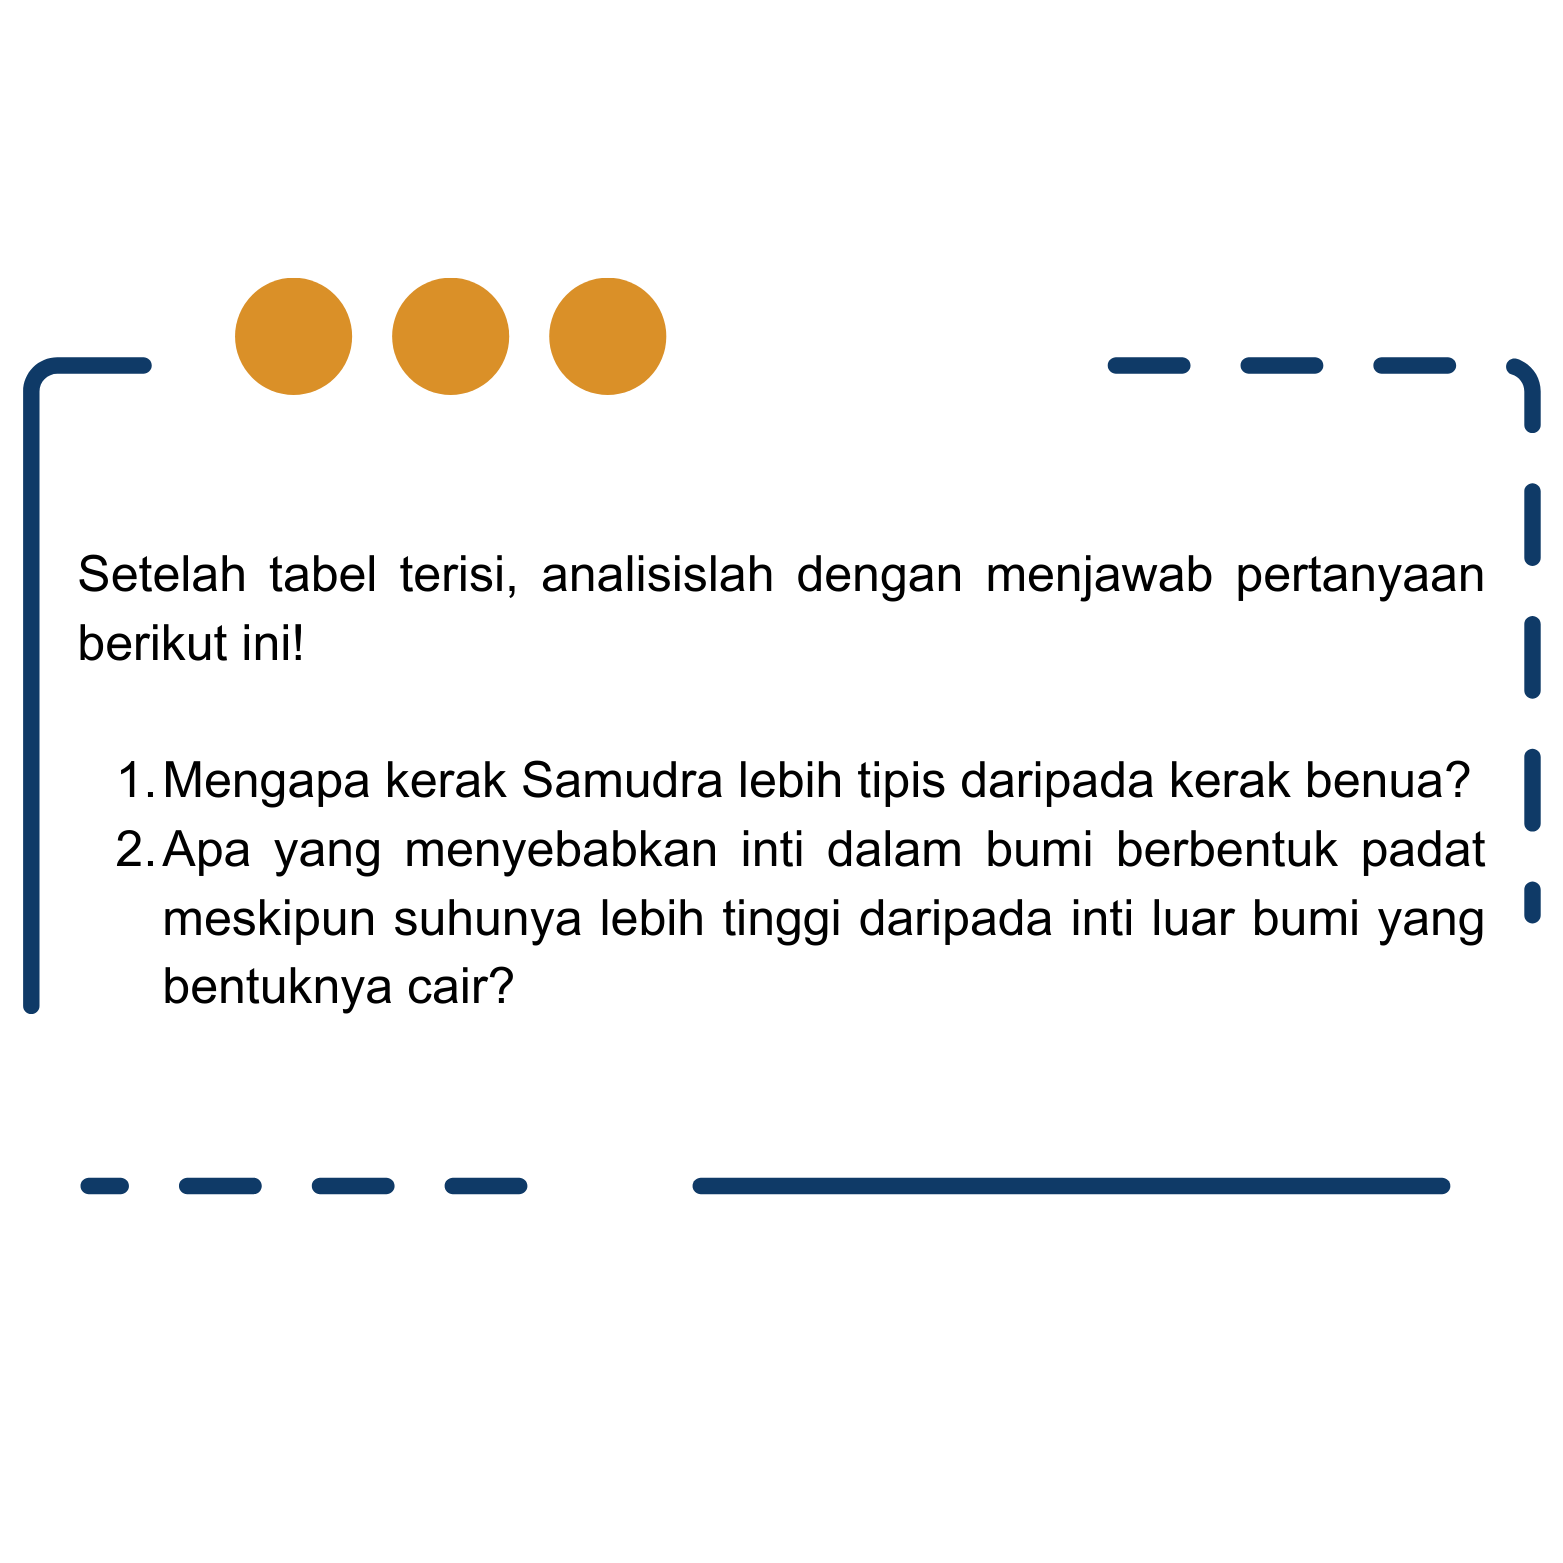 Setelah tabel terisi, analisislah dengan menjawab pertanyaan
berikut ini!
1. Mengapa kerak Samudra lebih tipis daripada kerak benua?
2. Apa yang menyebabkan inti dalam bumi berbentuk padat
meskipun suhunya lebih tinggi daripada inti luar bumi yang
bentuknya cair?